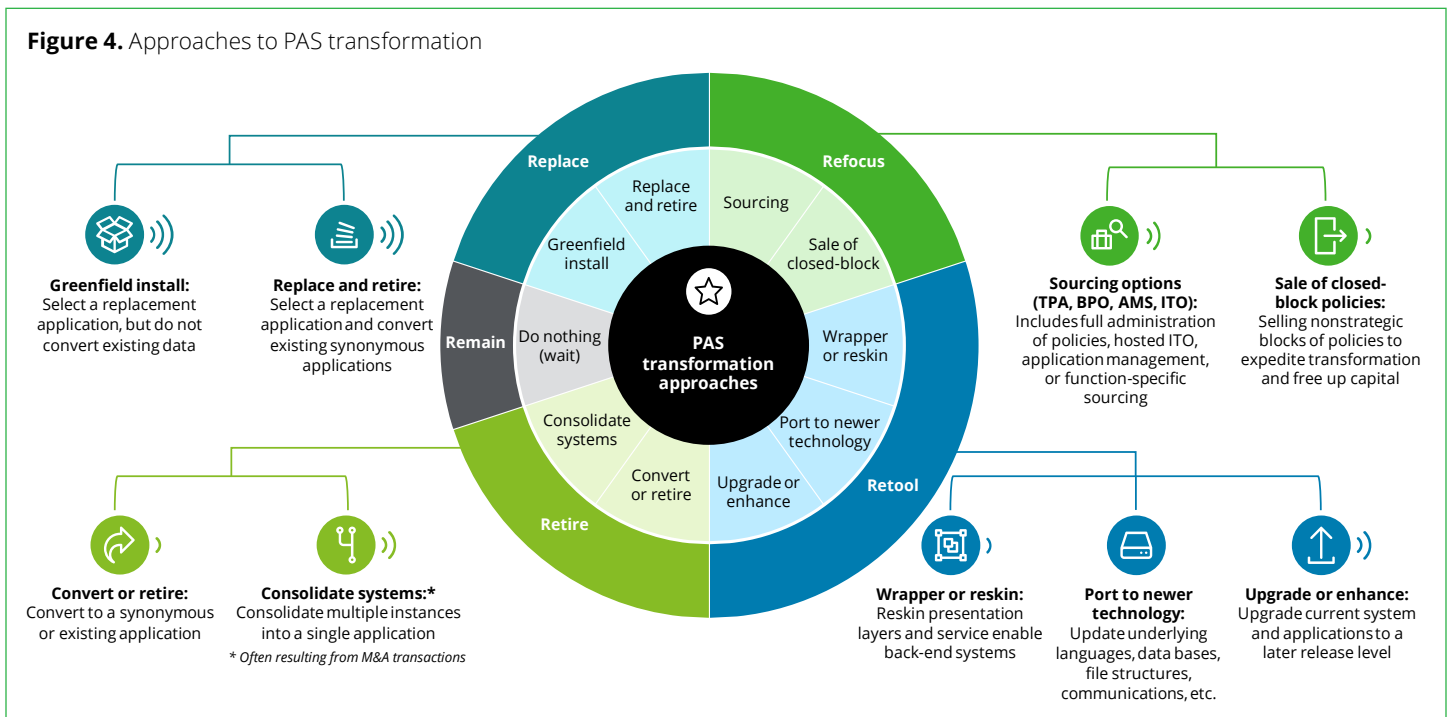 Figure 4. Approaches to PAS transformation
Replace
Refocus
Remain
Retool
Retire
Replace
and retire
Sourcing
Greenfield
install
Sale of
closed-block
Do nothing
(wait)
Wrapper
or reskin
Consolidate
systems
Port to newer
technology
Convert
or retire
Upgrade or
enhance
PAS
transformation
approaches
Greenfield install:
Select a replacement
application, but do not
convert existing data
Replace and retire:
Select a replacement
application and convert
existing synonymous
applications
Sourcing options
(TPA, BPO, AMS, ITO):
Includes full administration
of policies, hosted ITO,
application management,
or function-specific
sourcing
Sale of closed-
block policies:
Selling nonstrategic
blocks of policies to
expedite transformation
and free up capital
Convert or retire:
Convert to a synonymous
or existing application
Consolidate systems:*
Consolidate multiple instances
into a single application
* Often resulting from M&A transactions
Wrapper or reskin:
Reskin presentation
layers and service enable
back-end systems
Port to newer
technology:
Update underlying
languages, data bases,
file structures,
communications, etc.
Upgrade or enhance:
Upgrade current system
and applications to a
later release level